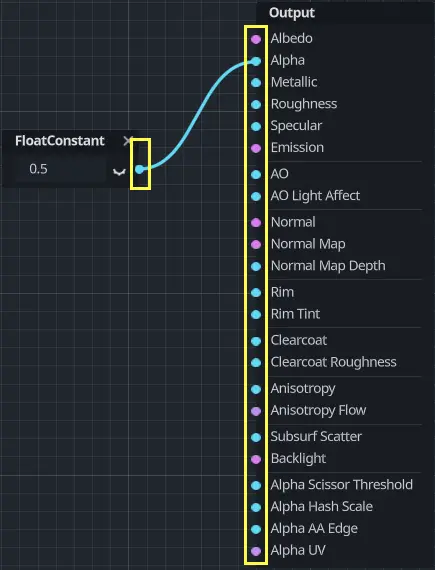 Output
Albedo
Alpha
Metallic
Roughness
Specular
FloatConstant
Emission
0.5
AO
AO Light Affect
Normal
Normal Map
Normal Map Depth
Rim
Rim Tint
Clearcoat
Clearcoat Roughness
Anisotropy
Anisotropy Flow
Subsurf Scatter
Backlight
Alpha Scissor Threshold
Alpha Hash Scale
Alpha AA Edge
Alpha UV